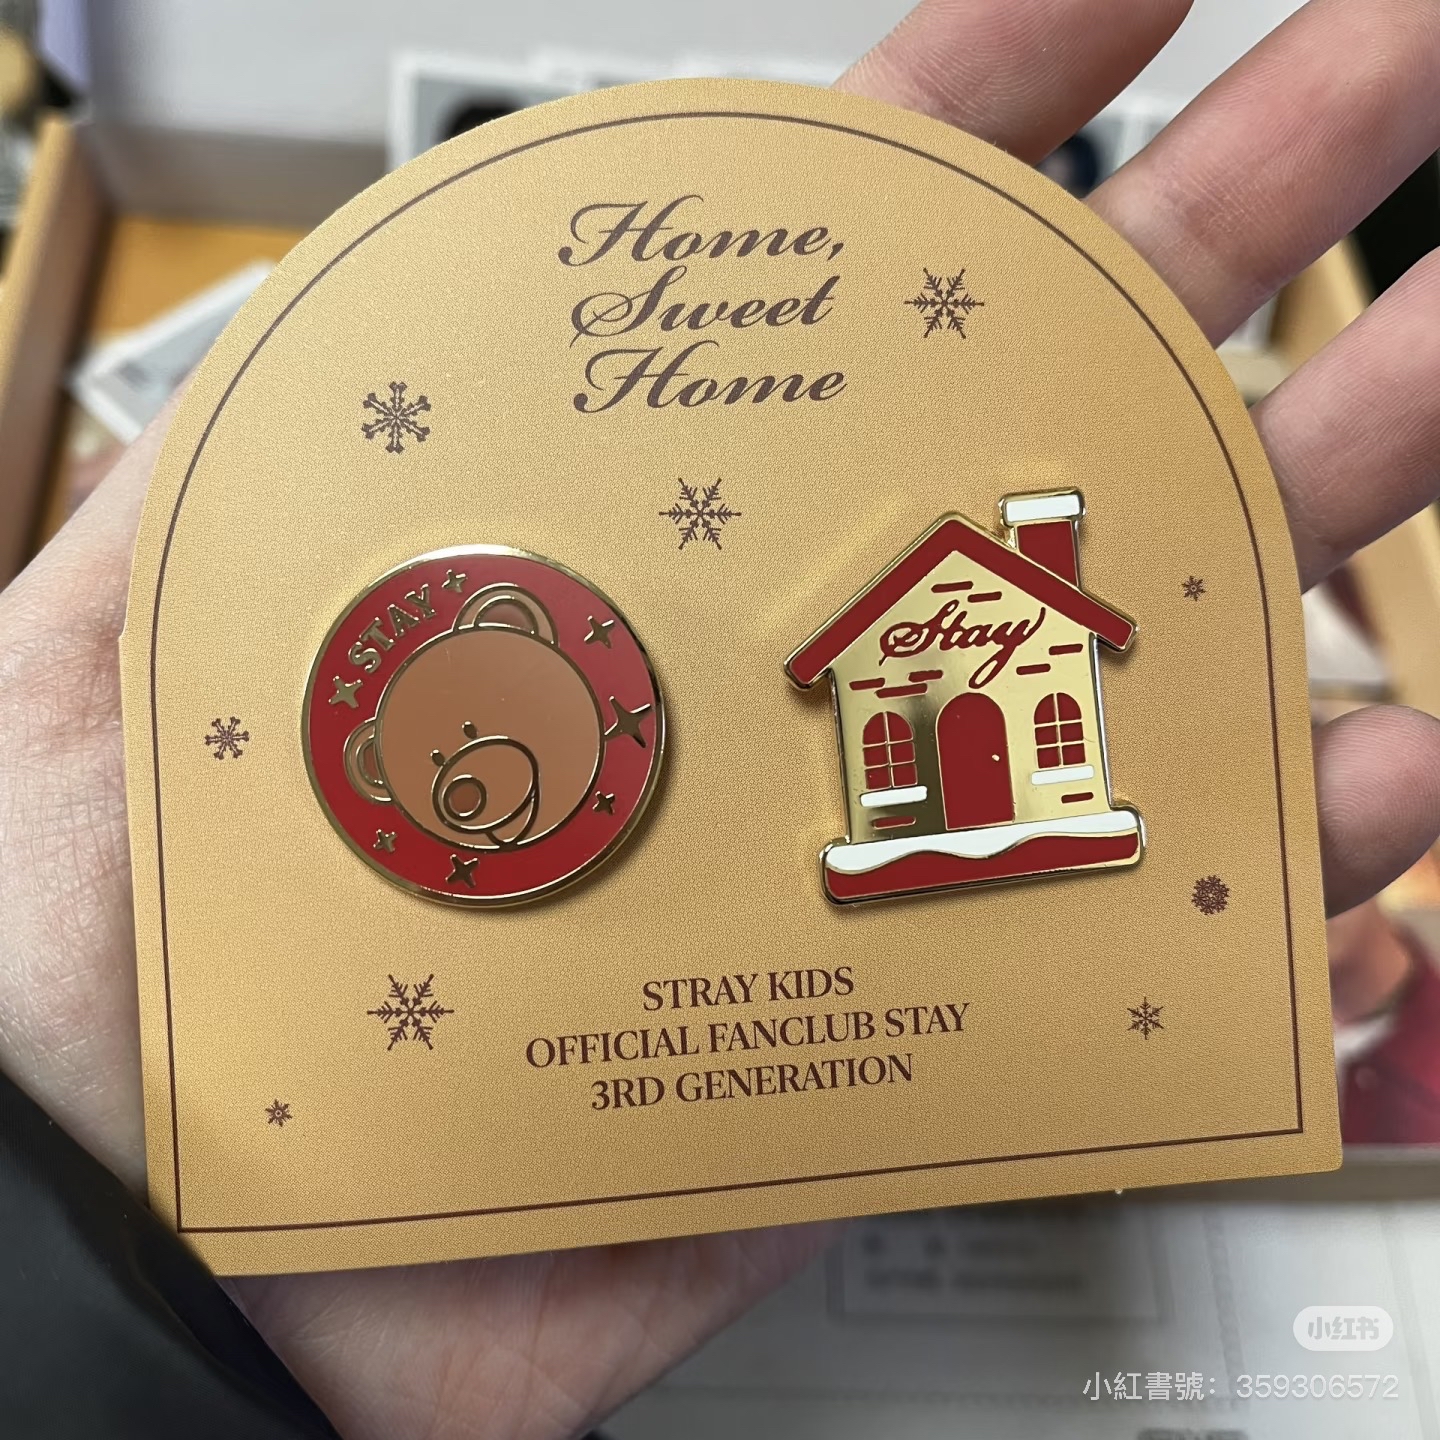 Home,
Sweet
Home
STAY
Stay
STRAY KIDS
OFFICIAL FANCLUB STAY
3RD GENERATION
小红书
小紅書號：359306572